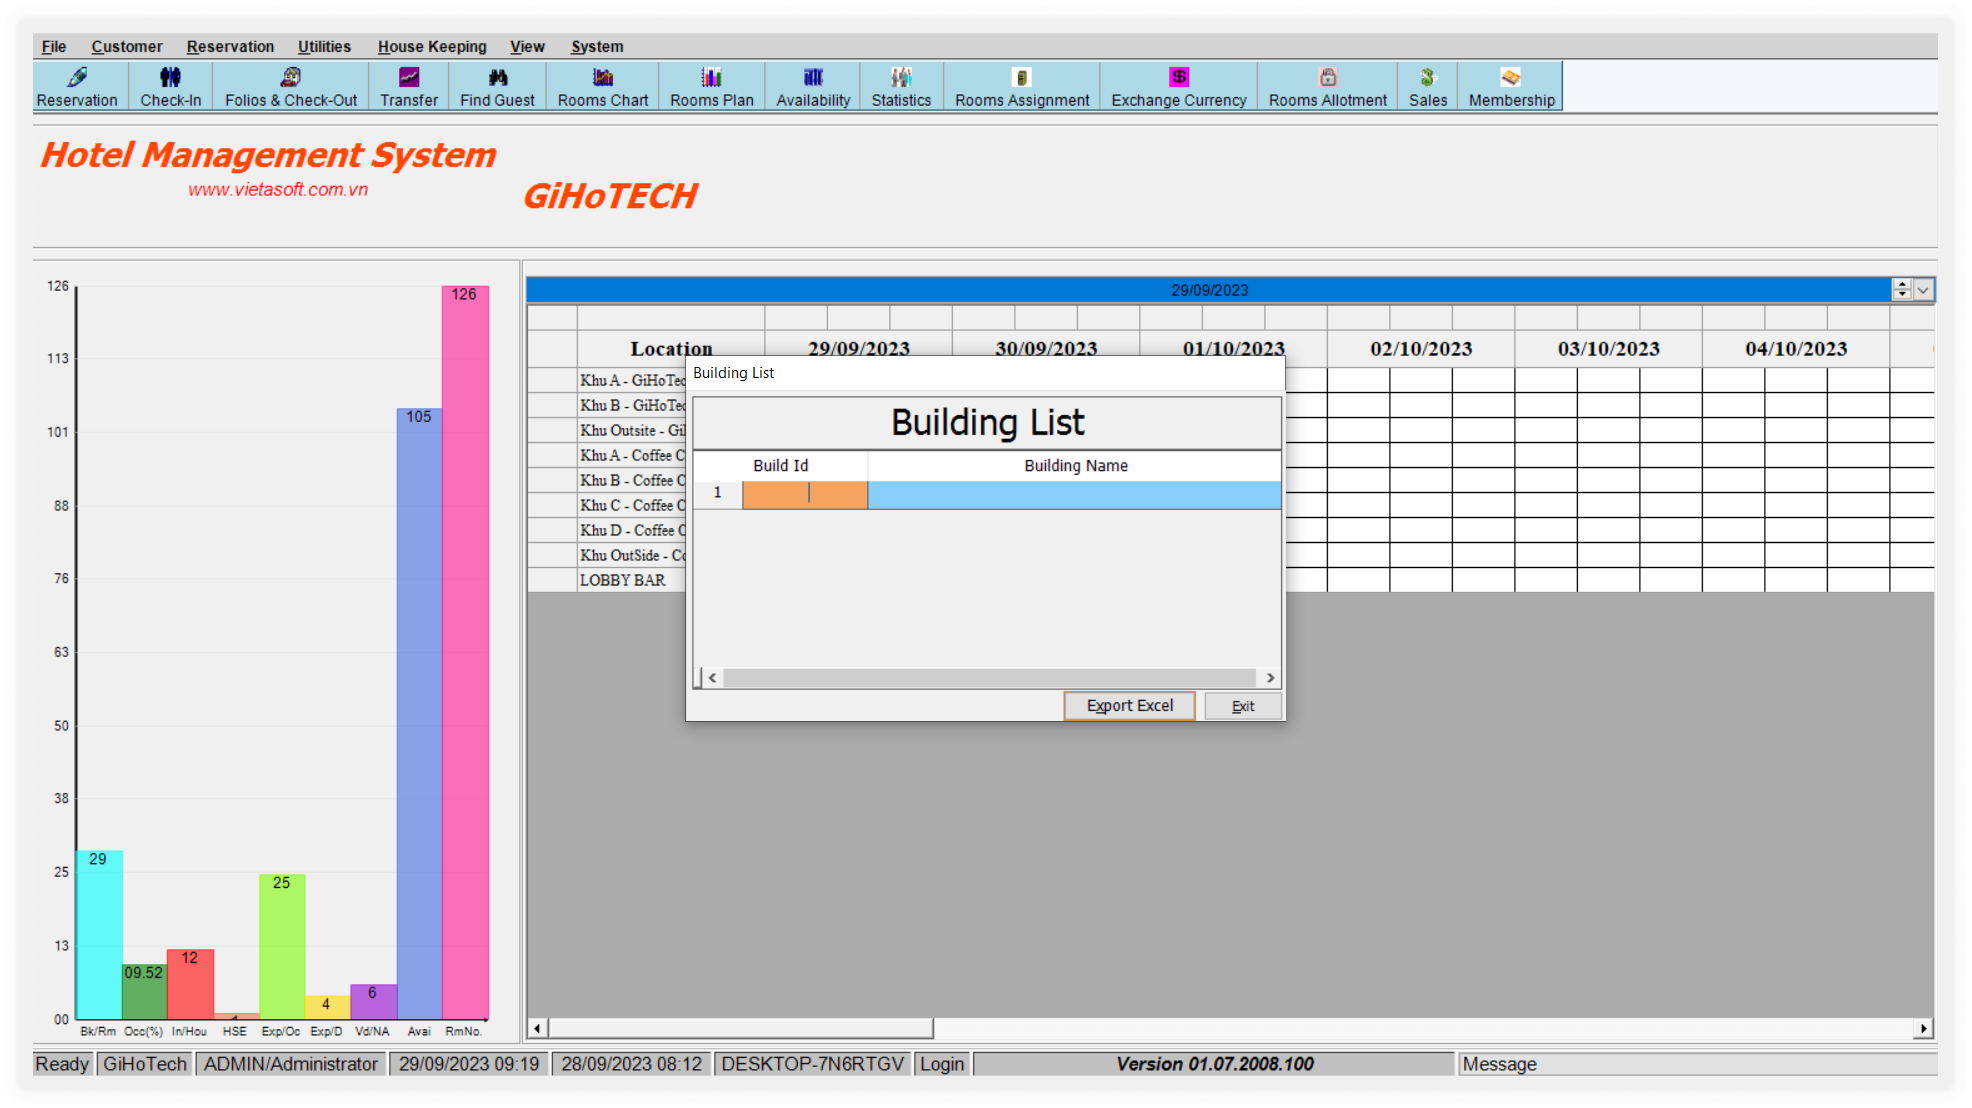 File Customer Reservation Utilities House Keeping View System
Reservation Check-In Folios & Check-Out Transfer Find Guest Rooms Chart Rooms Plan Availability Statistics Rooms Assignment Exchange Currency Rooms Allotment Sales Membership
Hotel Management System
www.vietasoft.com.vn
GiHoTECH
29/09/2023
Location 29/09/2023 30/09/2023 01/10/2023 02/10/2023 03/10/2023 04/10/2023
Khu A - GiHoTec
Khu B - GiHoTec
Khu Outsite - Gi
Khu A - Coffee C
Khu B - Coffee C
Khu C - Coffee C
Khu D - Coffee C
Khu OutSide - Co
LOBBY BAR
Building List
Building List
Build Id Building Name
1
Export Excel Exit
126
113
101
88
76
63
50
38
25
13
00
29
09.52
12
25
4
6
105
126
Bk/Rm Occ(%) In/Hou HSE Exp/Oc Exp/D Vd/NA Avai RmNo.
Ready GiHoTech ADMIN/Administrator 29/09/2023 09:19 28/09/2023 08:12 DESKTOP-7N6RTGV Login Version 01.07.2008.100 Message